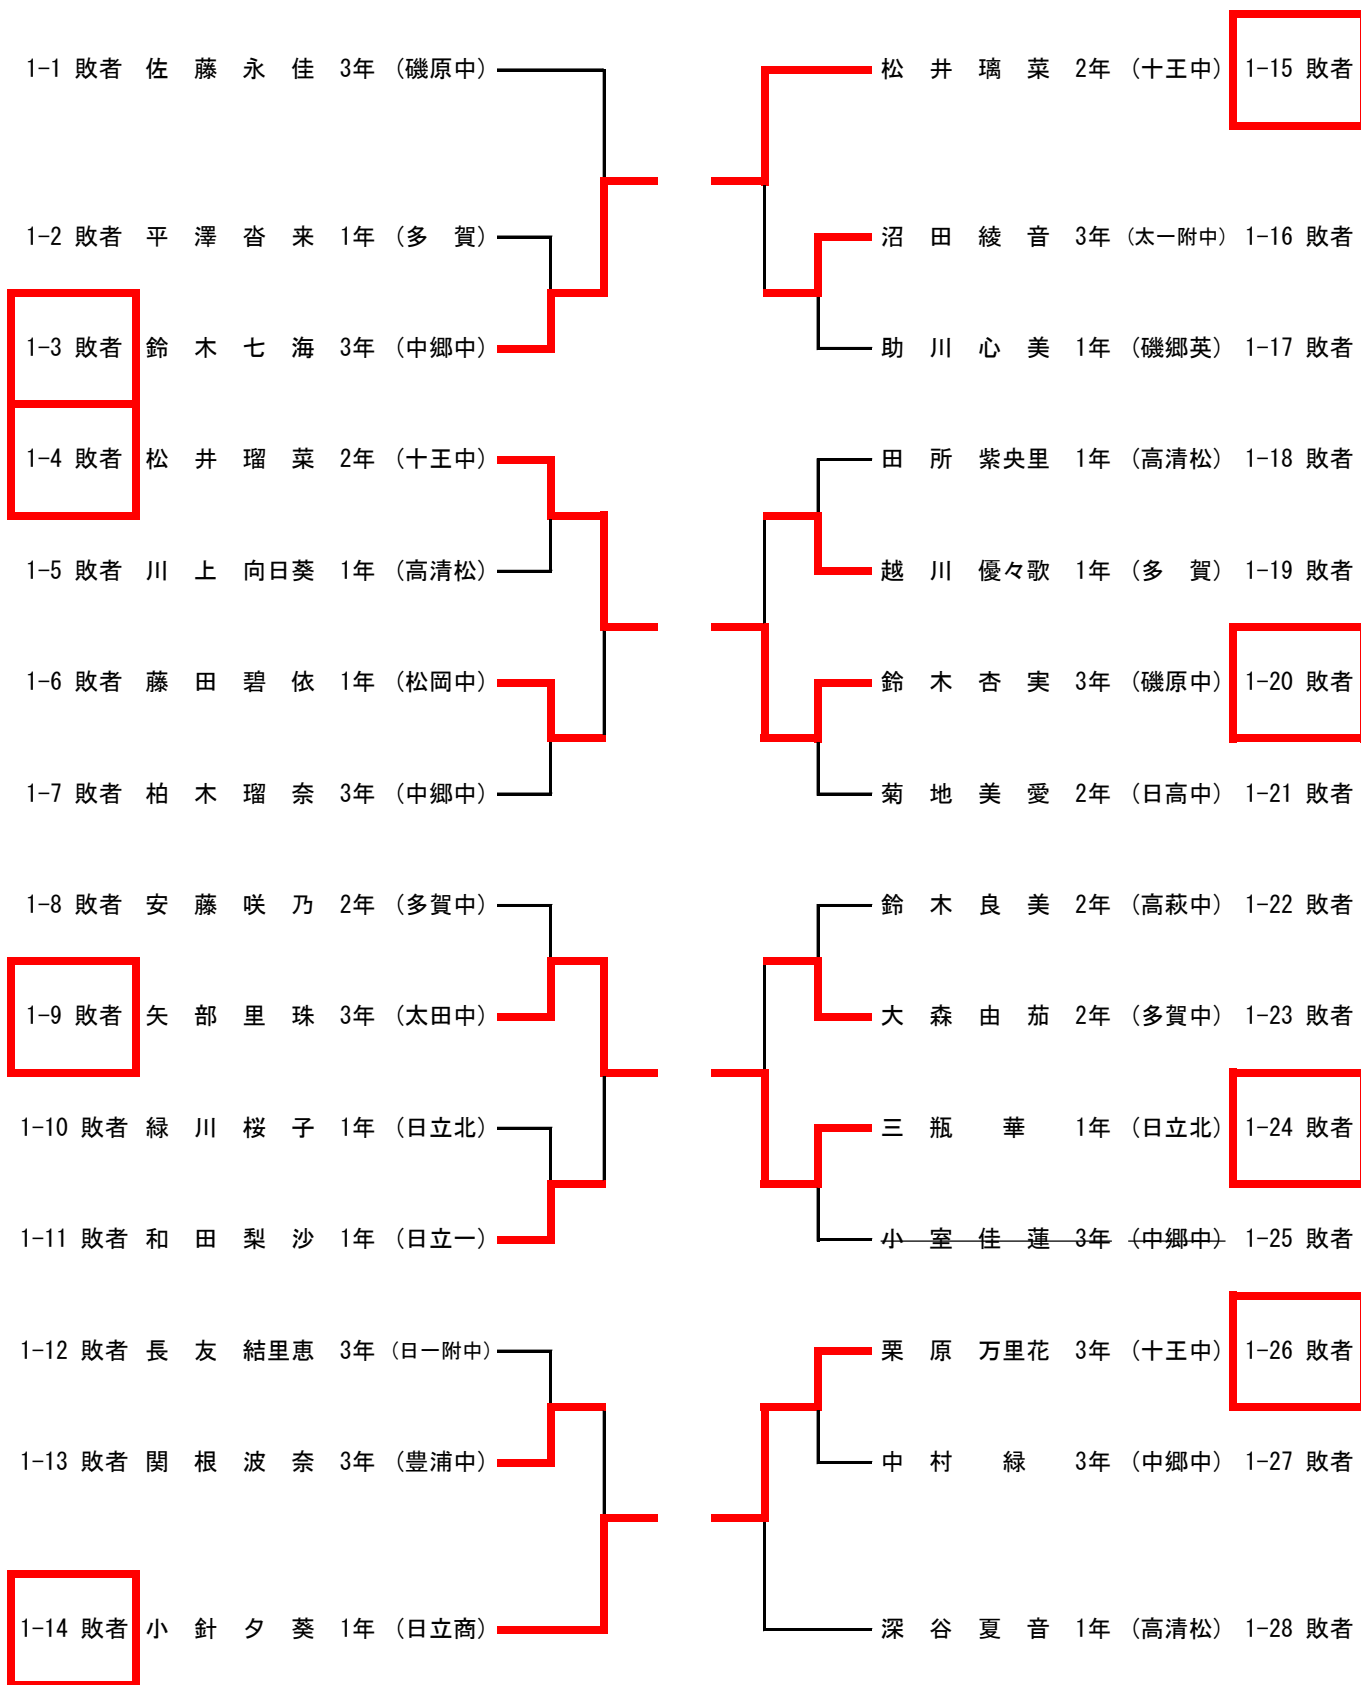 1-1 敗者 佐 藤 永 佳 3年 (磯原中) 松 井 璃 菜 2年 (十王中) 1-15 敗者
1-2 敗者 平 澤 沓 来 1年 (多 賀) 沼 田 綾 音 3年 (太一附中) 1-16 敗者
1-3 敗者 鈴 木 七 海 3年 (中郷中) 助 川 心 美 1年 (磯郷英) 1-17 敗者
1-4 敗者 松 井 瑠 菜 2年 (十王中) 田 所 紫央里 1年 (高清松) 1-18 敗者
1-5 敗者 川 上 向日葵 1年 (高清松) 越 川 優々歌 1年 (多 賀) 1-19 敗者
1-6 敗者 藤 田 碧 依 1年 (松岡中) 鈴 木 杏 実 3年 (磯原中) 1-20 敗者
1-7 敗者 柏 木 瑠 奈 3年 (中郷中) 菊 地 美 愛 2年 (日高中) 1-21 敗者
1-8 敗者 安 藤 咲 乃 2年 (多賀中) 鈴 木 良 美 2年 (高萩中) 1-22 敗者
1-9 敗者 矢 部 里 珠 3年 (太田中) 大 森 由 茄 2年 (多賀中) 1-23 敗者
1-10 敗者 緑 川 桜 子 1年 (日立北) 三 瓶 華 1年 (日立北) 1-24 敗者
1-11 敗者 和 田 梨 沙 1年 (日立一) 小 室 佳 蓮 3年 (中郷中) 1-25 敗者
1-12 敗者 長 友 結里恵 3年 (日一附中) 栗 原 万里花 3年 (十王中) 1-26 敗者
1-13 敗者 関 根 波 奈 3年 (豊浦中) 中 村 緑 3年 (中郷中) 1-27 敗者
1-14 敗者 小 針 夕 葵 1年 (日立商) 深 谷 夏 音 1年 (高清松) 1-28 敗者